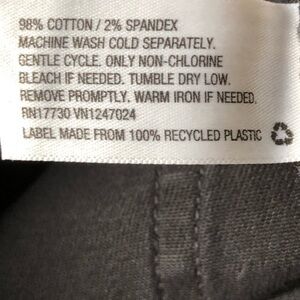 98% COTTON / 2% SPANDEX
MACHINE WASH COLD SEPARATELY.
GENTLE CYCLE. ONLY NON-CHLORINE
BLEACH IF NEEDED. TUMBLE DRY LOW.
REMOVE PROMPTLY. WARM IRON IF NEEDED.
RN17730 VN1247024
LABEL MADE FROM 100% RECYCLED PLASTIC